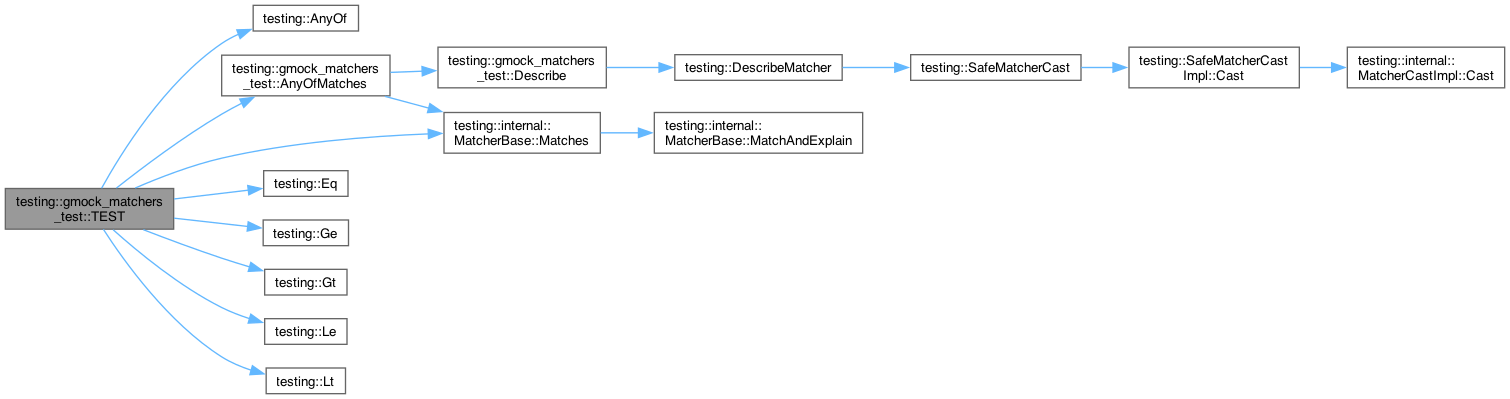 testing::AnyOf
testing::gmock_matchers
_test::AnyOfMatches
testing::gmock_matchers
_test::Describe
testing::DescribeMatcher
testing::SafeMatcherCast
testing::SafeMatcherCast
Impl::Cast
testing::internal::
MatcherCastImpl::Cast
testing::internal::
MatcherBase::Matches
testing::internal::
MatcherBase::MatchAndExplain
testing::gmock_matchers
_test::TEST
testing::Eq
testing::Ge
testing::Gt
testing::Le
testing::Lt